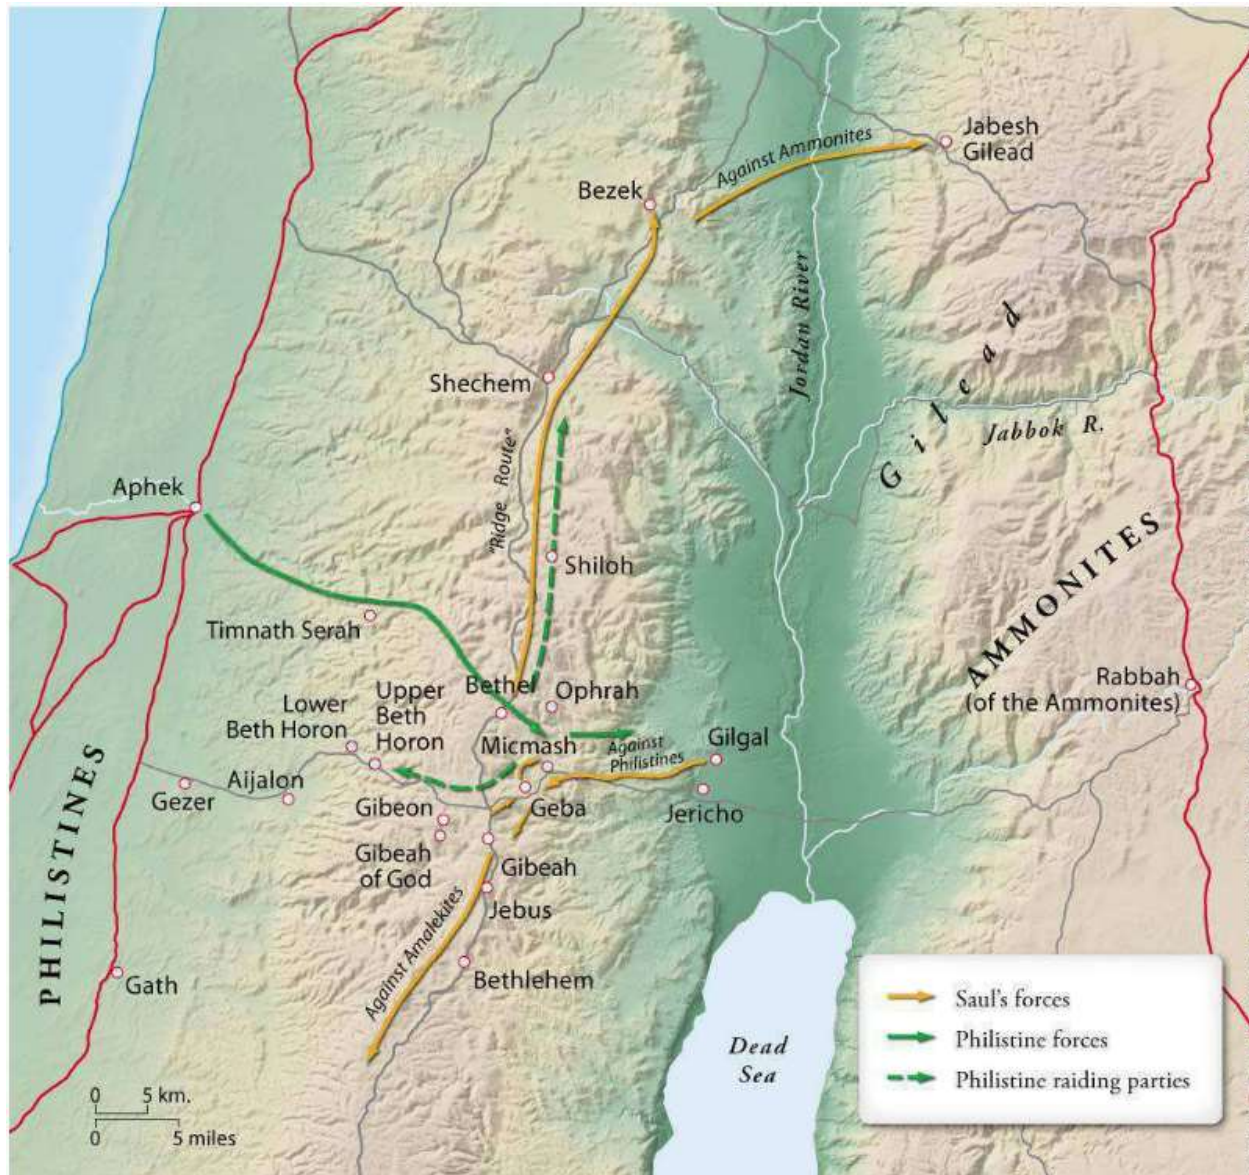 Jabesh
Gilead
Against Ammonites
Bezek
Jordan River
Gilead
Shechem
Jabbok R.
"Ridge Route"
Aphek
AMMONITES
Shiloh
Timnath Serah
Rabbah
(of the Ammonites)
Bethel
Ophrah
Upper
Beth
Horon
Lower
Beth Horon
Micmash
Against
Philistines
Gilgal
PHILISTINES
Gezer
Aijalon
Geba
Jericho
Gibeon
Gibeah
of God
Gibeah
Jebus
Against Amalekites
Bethlehem
Gath
Dead
Sea
Saul's forces
Philistine forces
Philistine raiding parties
0 5 km.
0 5 miles